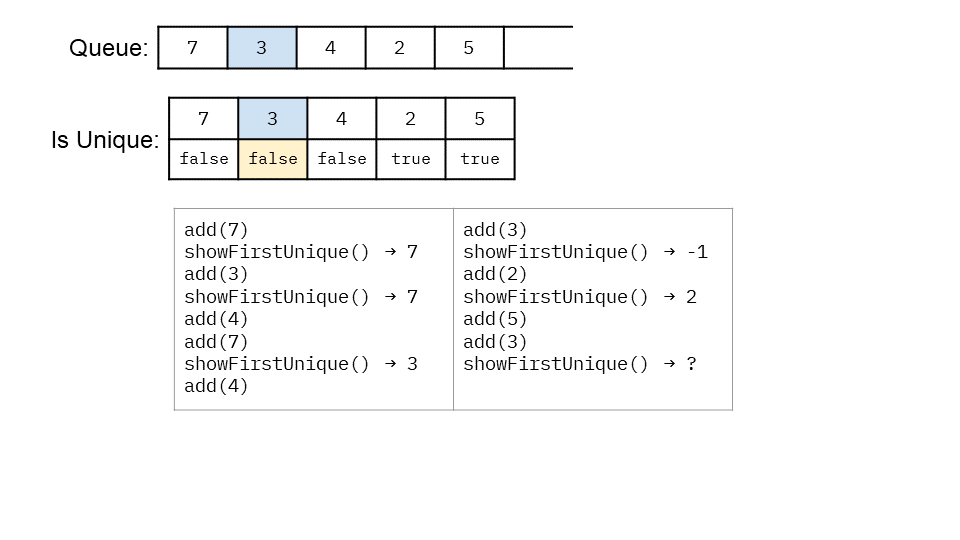 Queue: 7 3 4 2 5
7 3 4 2 5
Is Unique:
false false false true true
add(7)
showFirstUnique() → 7
add(3)
showFirstUnique() → 7
add(4)
add(7)
showFirstUnique() → 3
add(4)
add(3)
showFirstUnique() → -1
add(2)
showFirstUnique() → 2
add(5)
add(3)
showFirstUnique() → ?